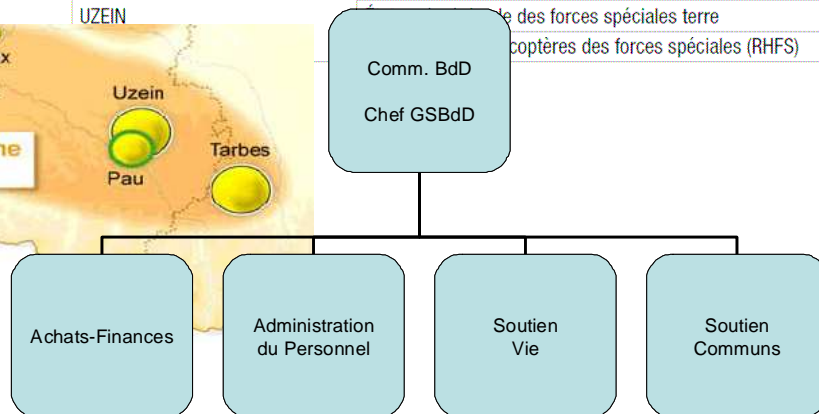 UZEIN
des forces spéciales terre
coptères des forces spéciales (RHFS)
x
Comm. BdD
Chef GSBdD
Uzein
ne
Tarbes
Pau
Achats-Finances
Administration
du Personnel
Soutien
Vie
Soutien
Communs